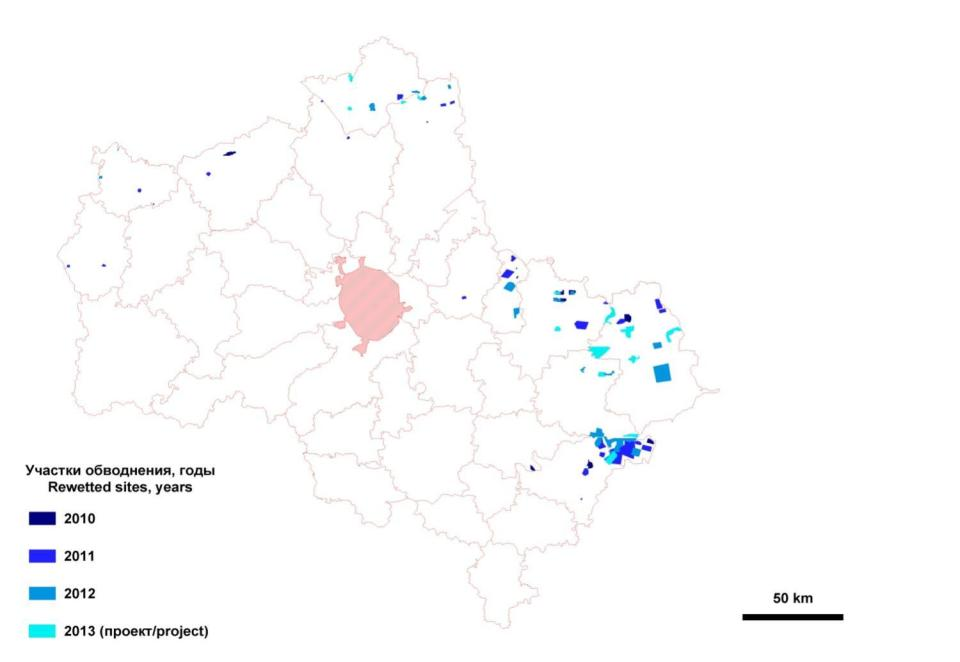 Участки обводнения, годы
Rewetted sites, years
2010
2011
2012
2013 (проект/project)
50 km